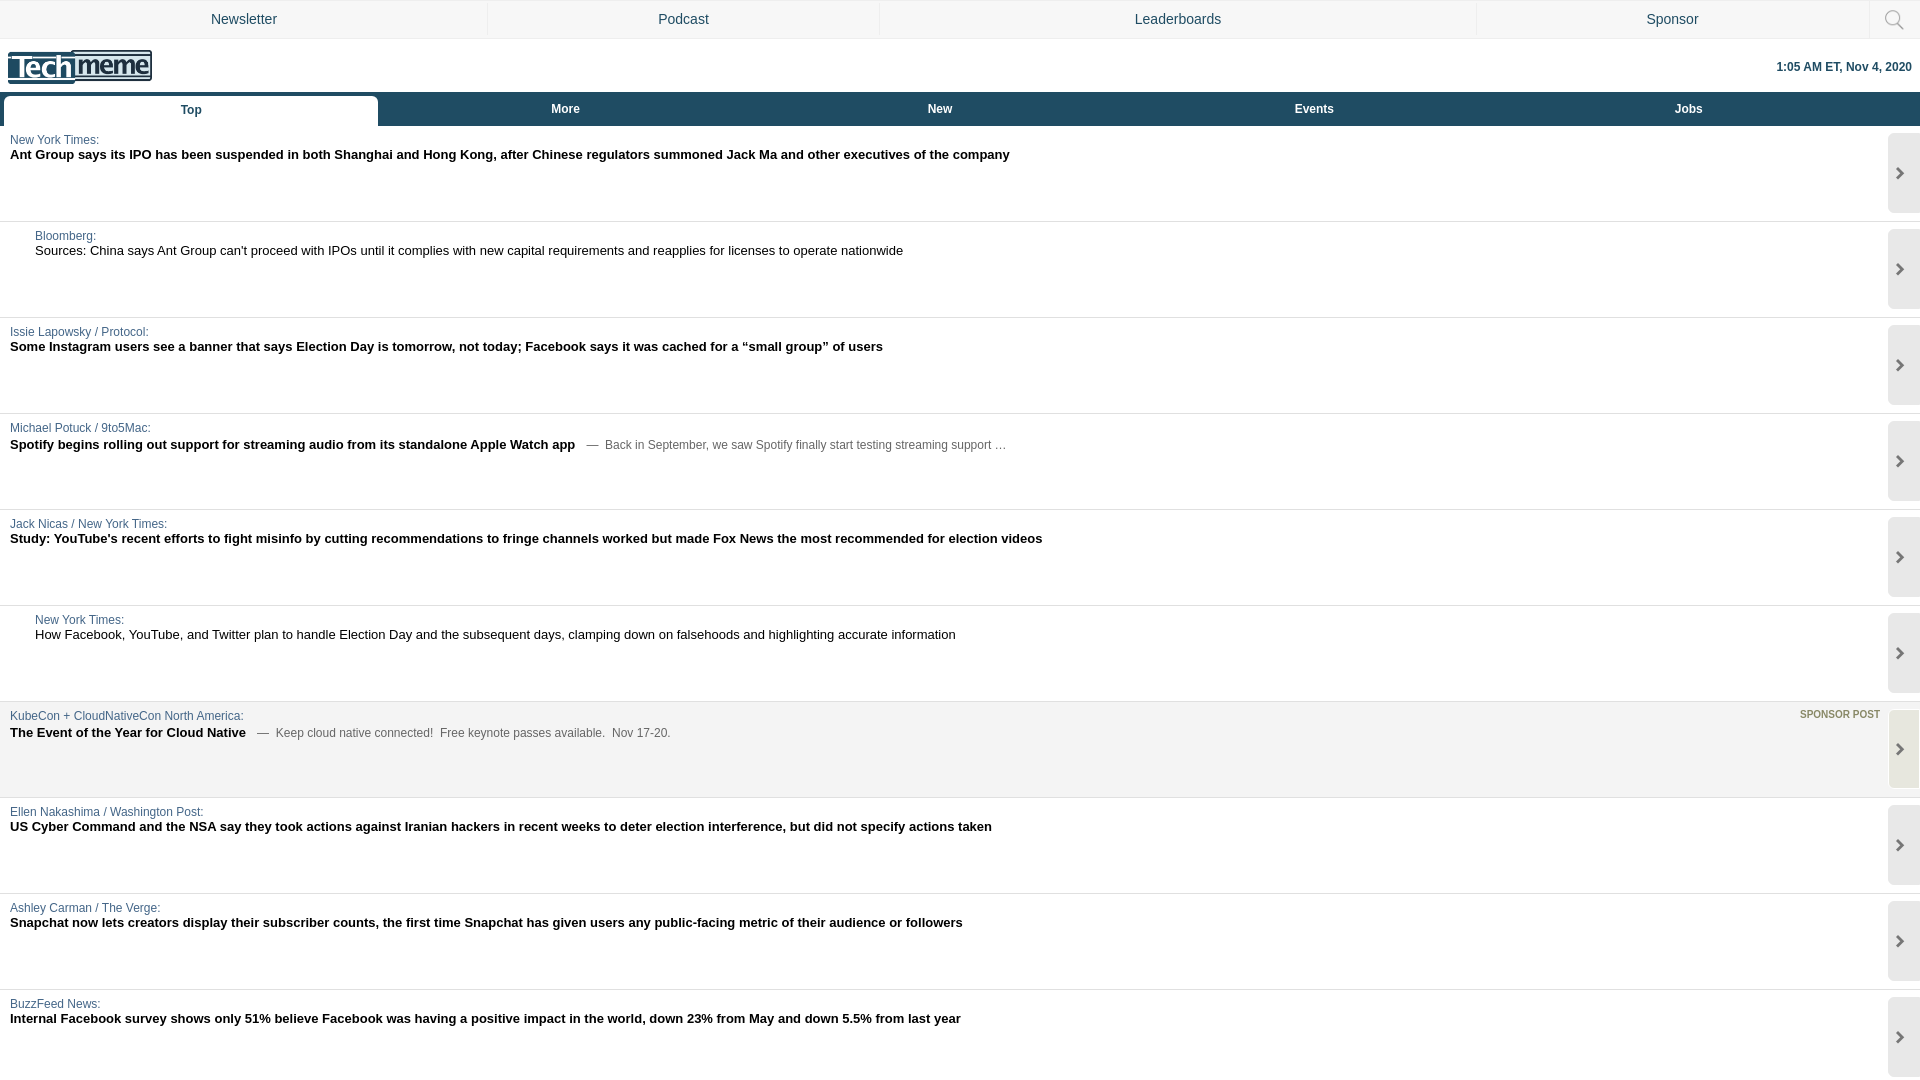 Newsletter
Podcast
Leaderboards
Sponsor
Techmeme
1:05 AM ET, Nov 4, 2020
Top
More
New
Events
Jobs
New York Times:
Ant Group says its IPO has been suspended in both Shanghai and Hong Kong, after Chinese regulators summoned Jack Ma and other executives of the company
Bloomberg:
Sources: China says Ant Group can't proceed with IPOs until it complies with new capital requirements and reapplies for licenses to operate nationwide
Issie Lapowsky / Protocol:
Some Instagram users see a banner that says Election Day is tomorrow, not today; Facebook says it was cached for a “small group” of users
Michael Potuck / 9to5Mac:
Spotify begins rolling out support for streaming audio from its standalone Apple Watch app — Back in September, we saw Spotify finally start testing streaming support …
Jack Nicas / New York Times:
Study: YouTube's recent efforts to fight misinfo by cutting recommendations to fringe channels worked but made Fox News the most recommended for election videos
New York Times:
How Facebook, YouTube, and Twitter plan to handle Election Day and the subsequent days, clamping down on falsehoods and highlighting accurate information
KubeCon + CloudNativeCon North America:
SPONSOR POST
The Event of the Year for Cloud Native — Keep cloud native connected! Free keynote passes available. Nov 17-20.
Ellen Nakashima / Washington Post:
US Cyber Command and the NSA say they took actions against Iranian hackers in recent weeks to deter election interference, but did not specify actions taken
Ashley Carman / The Verge:
Snapchat now lets creators display their subscriber counts, the first time Snapchat has given users any public-facing metric of their audience or followers
BuzzFeed News:
Internal Facebook survey shows only 51% believe Facebook was having a positive impact in the world, down 23% from May and down 5.5% from last year